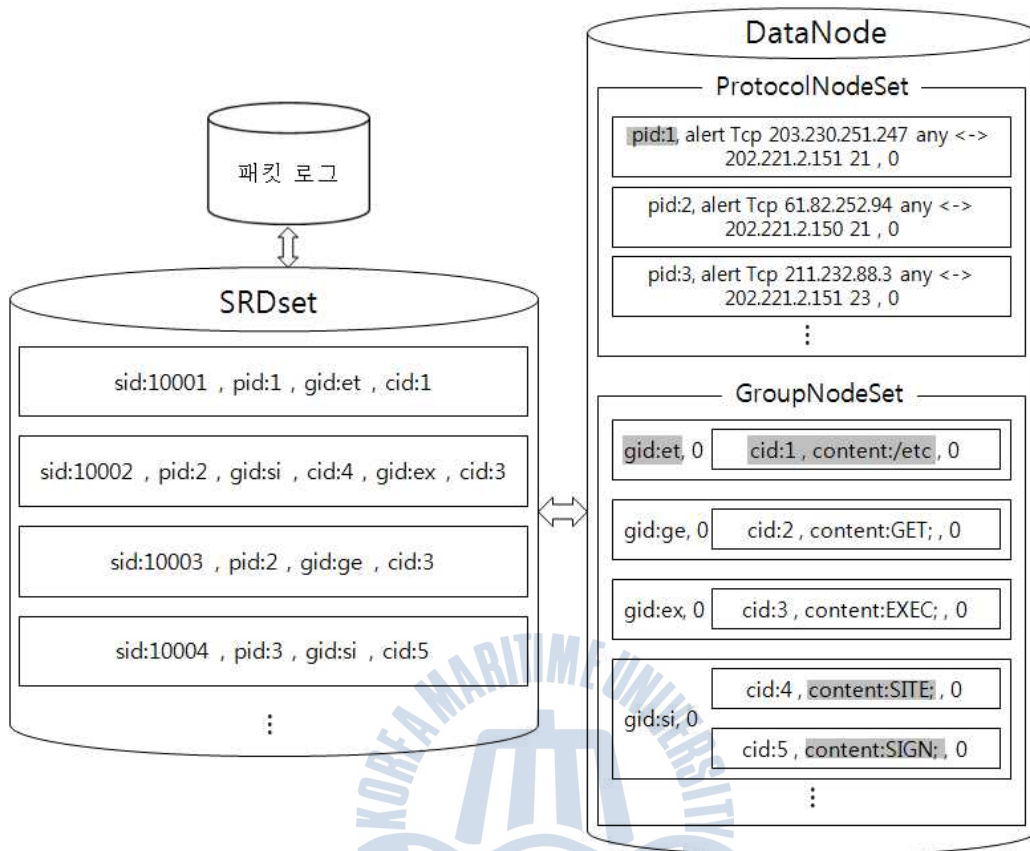 패킷 로그
SRDset
sid:10001 , pid:1 , gid:et , cid:1
sid:10002 , pid:2 , gid:si , cid:4 , gid:ex , cid:3
sid:10003 , pid:2 , gid:ge , cid:3
sid:10004 , pid:3 , gid:si , cid:5
⋮
DataNode
ProtocolNodeSet
pid:1, alert Tcp 203.230.251.247 any <->
202.221.2.151 21 , 0
pid:2, alert Tcp 61.82.252.94 any <->
202.221.2.150 21 , 0
pid:3, alert Tcp 211.232.88.3 any <->
202.221.2.151 23 , 0
⋮
GroupNodeSet
gid:et, 0 cid:1 , content:/etc , 0
gid:ge, 0 cid:2 , content:GET; , 0
gid:ex, 0 cid:3 , content:EXEC; , 0
gid:si, 0
cid:4 , content:SITE; , 0
cid:5 , content:SIGN; , 0
⋮
KOREA MARITIME UNIVERSITY